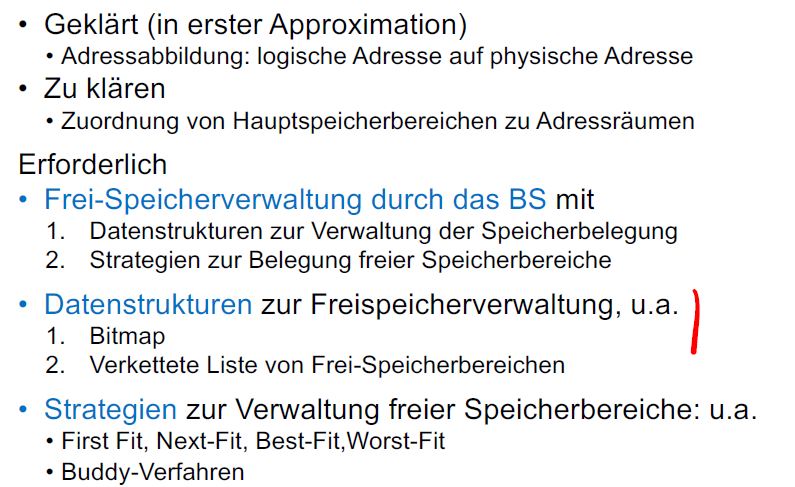 • Geklärt (in erster Approximation)
• Adressabbildung: logische Adresse auf physische Adresse
• Zu klären
• Zuordnung von Hauptspeicherbereichen zu Adressräumen
Erforderlich
• Frei-Speicherverwaltung durch das BS mit
1. Datenstrukturen zur Verwaltung der Speicherbelegung
2. Strategien zur Belegung freier Speicherbereiche
• Datenstrukturen zur Freispeicherverwaltung, u.a.
1. Bitmap
2. Verkettete Liste von Frei-Speicherbereichen
• Strategien zur Verwaltung freier Speicherbereiche: u.a.
• First Fit, Next-Fit, Best-Fit,Worst-Fit
• Buddy-Verfahren